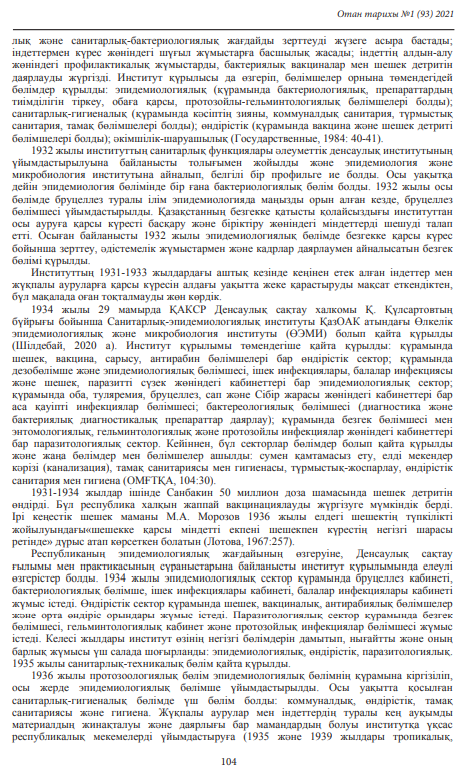 Отан тарихы №1 (93) 2021
лық және санитарлық-бактериологиялық жағдайды зерттеуді жүзеге асыра бастады;
індеттермен күрес жөніндегі шұғыл жұмыстарға басшылық жасады; індеттің алдын-алу
жөніндегі профилактикалық жұмыстарды, бактериялық вакциналар мен шешек детритін
даярлауды жүргізді. Институт құрылысы да өзгеріп, бөлімшелер орнына төмендегідей
бөлімдер құрылды: эпидемиологиялық (құрамында бактериологиялық, препараттардың
тиімділігін тіркеу, обаға қарсы, протозойлы-гельминтологиялық бөлімшелері болды);
санитарлық-гигиеналық (құрамында кәсіптің зияны, коммуналдық санитария, тұрмыстық
санитария, тамақ бөлімшелері болды); өндірістік (құрамында вакцина және шешек детриті
бөлімшелері болды); әкімшілік-шаруашылық (Государственные, 1984: 40-41).
1932 жылы институттың санитарлық функциялары әлеуметтік денсаулық институтының
ұйымдастырылуына байланысты толығымен жойылды және эпидемиология және
микробиология институтына айналып, белгілі бір профильге ие болды. Осы уақытқа
дейін эпидемиология бөлімінде бір ғана бактериологиялық бөлім болды. 1932 жылы осы
бөлімде бруцеллез туралы ілім эпидемиологияда маңызды орын алған кезде, бруцеллез
бөлімшесі ұйымдастырылды. Қазақстанның безгекке қатысты қолайсыздығы институттан
осы ауруға қарсы күресті басқару және біріктіру жөніндегі міндеттерді шешуді талап
етті. Осыған байланысты 1932 жылы эпидемиологиялық бөлімде безгекке қарсы күрес
бойынша зерттеу, әдістемелік жұмыстармен және кадрлар даярлаумен айналысатын безгек
бөлімі құрылды.
Институттың 1931-1933 жылдардағы аштық кезінде кеңінен етек алған індеттер мен
жұқпалы ауруларға қарсы күресін алдағы уақытта жеке қарастыруды мақсат еткендіктен,
бұл мақалада оған тоқталмауды жөн көрдік.
1934 жылы 29 мамырда ҚАКСР Денсаулық сақтау халкомы Қ. Құлсартовтың
бұйрығы бойынша Санитарлық-эпидемиологиялық институты ҚазОАК атындағы Өлкелік
эпидемиологиялық және микробиология институты (ӨЭМИ) болып қайта құрылды
(Шілдебай, 2020 а). Институт құрылымы төмендегіше қайта құрылды: құрамында
шешек, вакцина, сарысу, антирабин бөлімшелері бар өндірістік сектор; құрамында
дезобөлімше және эпидемиологиялық бөлімшесі, ішек инфекциялары, балалар инфекциясы
және шешек, паразитті сүзек жөніндегі кабинеттері бар эпидемиология сектор;
құрамында оба, туляремия, бруцеллез, сап және Сібір жарасы жөніндегі кабинеттері бар
аса қауіпті инфекциялар бөлімшесі; бактереологиялық бөлімшесі (диагностика және
бактериялық диагностикалық препараттар даярлау); құрамында безгек бөлімшесі мен
энтомологиялық, гельминтологиялық және протозойлы инфекциялар жөніндегі кабинеттері
бар паразитология сектор. Кейіннен, бұл секторлар бөлімдер болып қайта құрылды
және жаңа бөлімдер мен бөлімшелер ашылды: сумен қамтамасыз ету, елді мекендер
кәрізі (канализация), тамақ санитариясы мен гигиенасы, тұрмыстық-жоспарлау, өндірістік
санитария мен гигиена (ОМҒТҚА, 104:30).
1931-1934 жылдар ішінде Санбакин 50 миллион доза шамасында шешек детритін
өндірді. Бұл республика халқын жаппай вакцинациялауды жүргізуге мүмкіндік берді.
Ірі кеңестік шешек маманы М.А. Морозов 1936 жылы елдегі шешектің түпкілікті
жойылуындағы«шешекке қарсы міндетті екпені шешекпен күрестің негізгі шарасы
ретінде» дұрыс атап көрсеткен болатын (Лотова, 1967:257).
Республиканың эпидемиологиялық жағдайының өзгеруіне, Денсаулық сақтау
ғылымы мен практикасының сұраныстарына байланысты институт құрылымында елеулі
өзгерістер болды. 1934 жылы эпидемиологиялық сектор құрамында бруцеллез кабинеті,
бактериологиялық бөлімше, ішек инфекциялары кабинеті, балалар инфекциялары кабинеті
жұмыс істеді. Өндірістік сектор құрамында шешек, вакциналық, антирабиялық бөлімшелер
және орта өндіріс орындары жұмыс істеді. Паразитологиялық сектор құрамында безгек
бөлімшесі, гельминтологиялық кабинет және протозойлық инфекциялар бөлімшесі жұмыс
істеді. Келесі жылдары институт өзінің негізгі бөлімдерін дамытып, нығайтты және оның
барлық жұмысы үш салада шоғырланды: эпидемиологиялық, өндірістік, паразитологиялық.
1935 жылы санитарлық-техникалық бөлім қайта құрылды.
1936 жылы протозоологиялық бөлім эпидемиологиялық бөлімнің құрамына кіргізіліп,
осы жерде эпидемиологиялық бөлімше ұйымдастырылды. Осы уақытта қосылған
санитарлық-гигиеналық бөлімде үш бөлім болды: коммуналдық, өндірістік, тамақ
санитариясы және гигиена. Жұқпалы аурулар мен індеттердің туралы кең ауқымды
материалдың жинақталуы және даярлығы бар мамандардың болуы институтқа ұқсас
республикалық мекемелерді ұйымдастыруға (1935 және 1939 жылдары тропикалық,
104